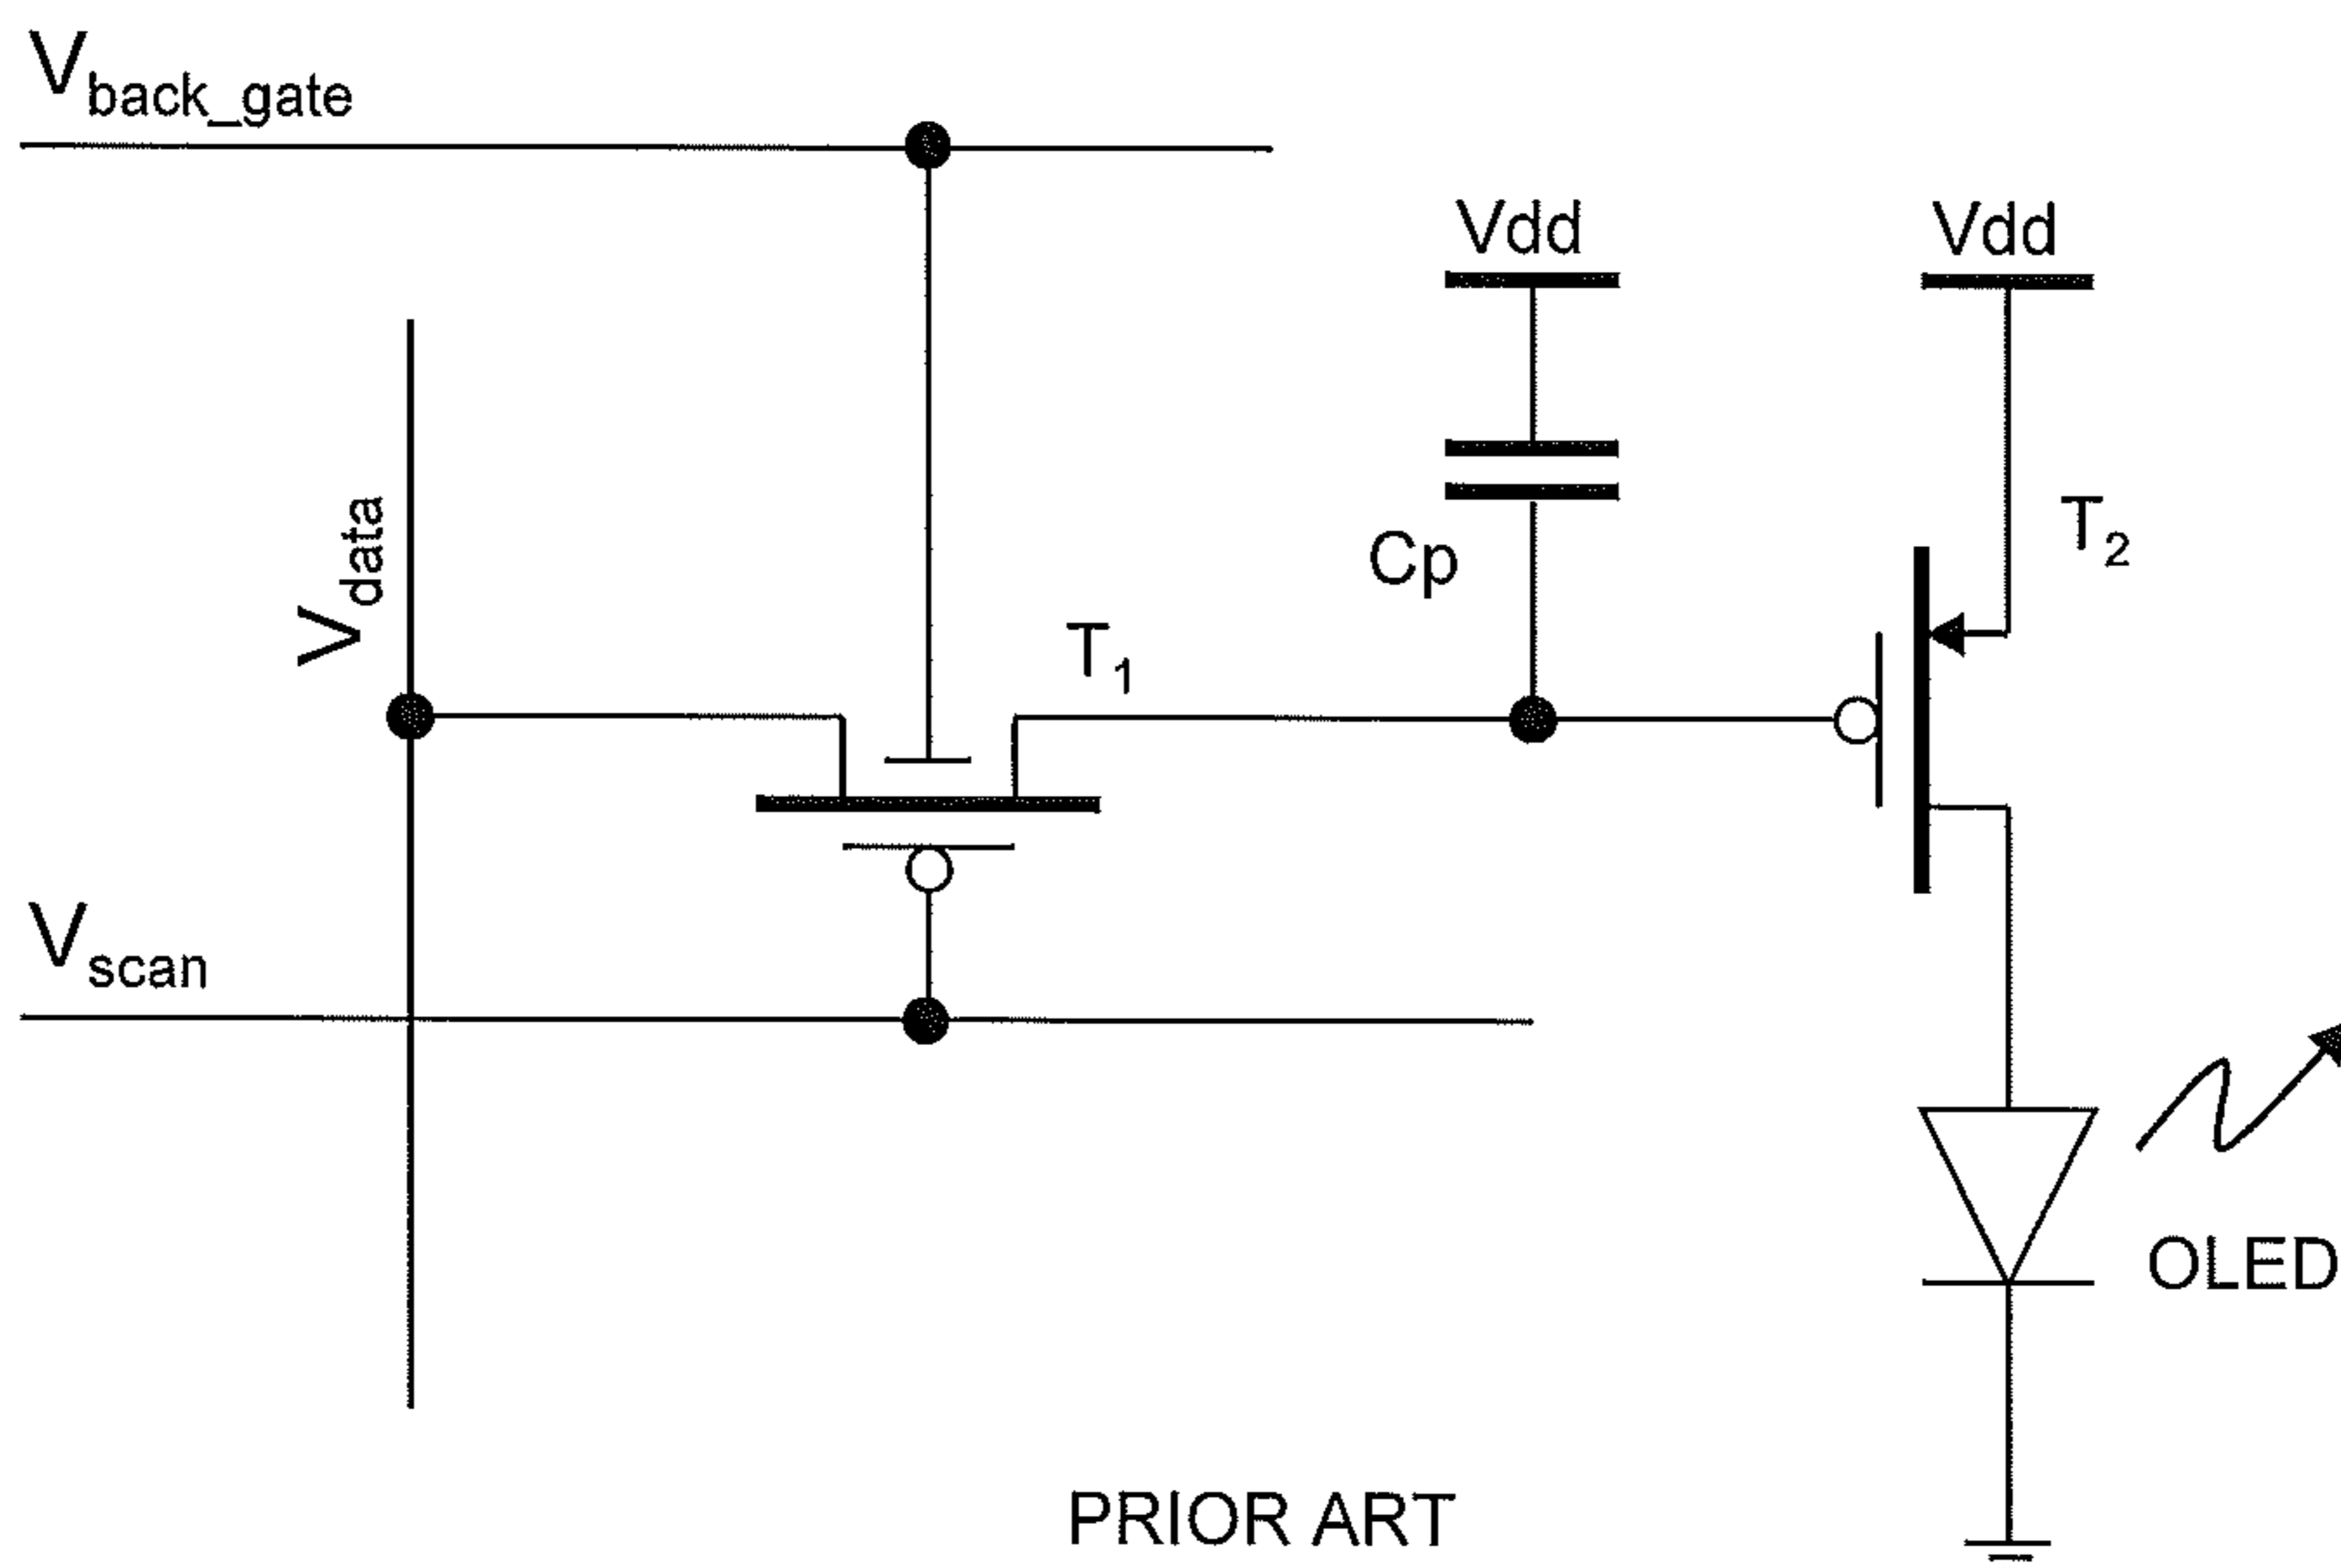 V_back_gate
Vdd
Vdd
V_data
T_2
Cp
T_1
V_scan
OLED
PRIOR ART